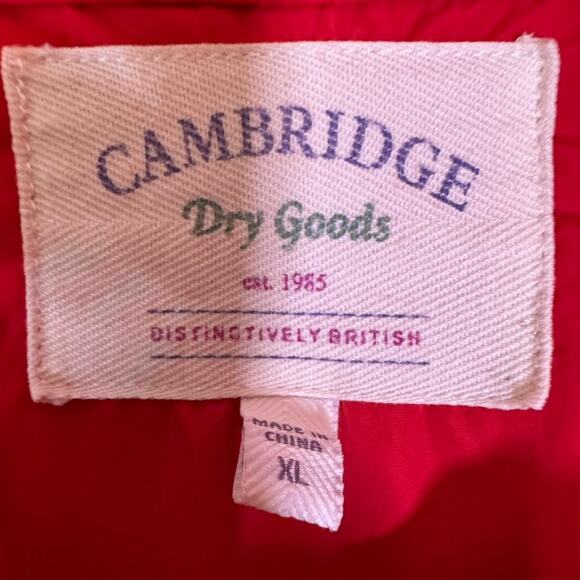 CAMBRIDGE
Dry Goods
est. 1985
DISTINCTIVELY BRITISH
MADE IN
CHINA
XL